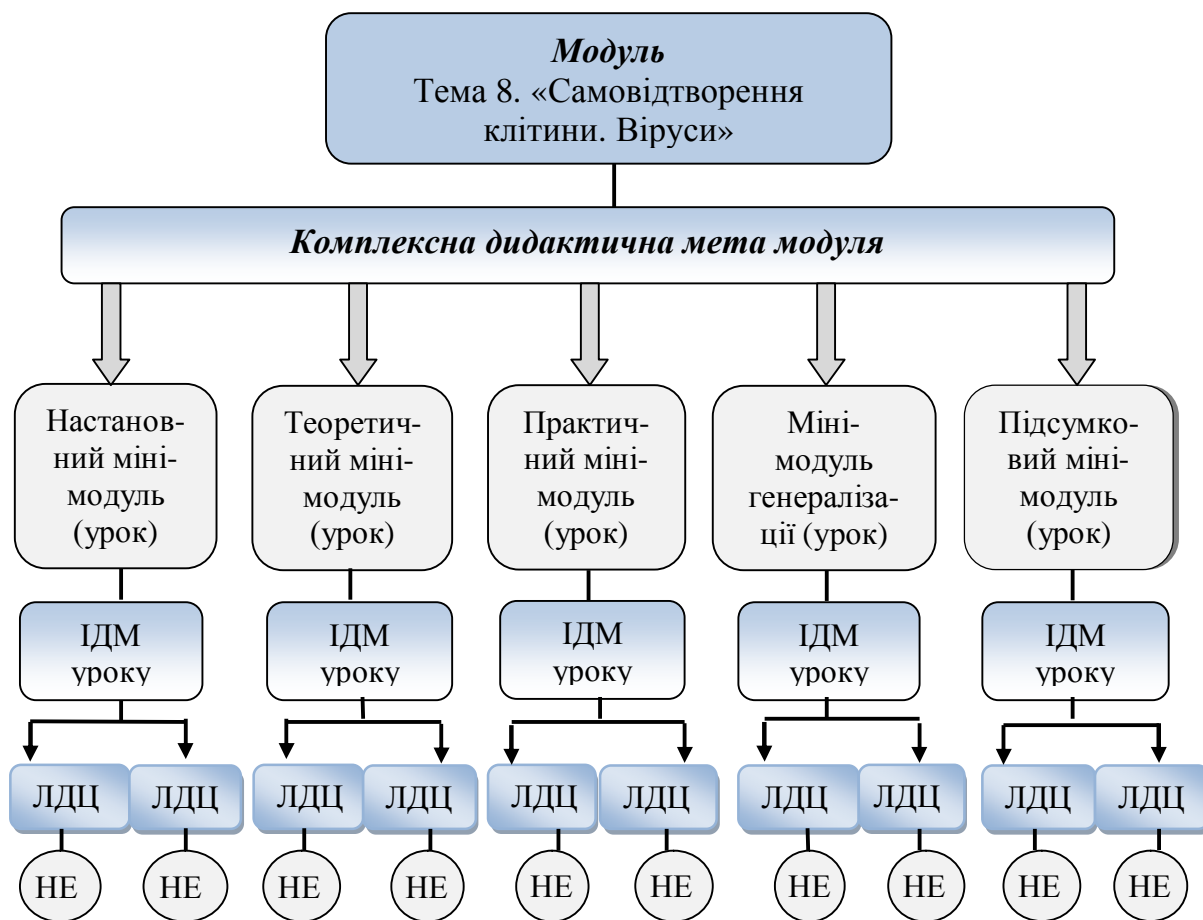 Модуль
Тема 8. «Самовідтворення
клітини. Віруси»
Комплексна дидактична мета модуля
Настанов-
ний міні-
модуль
(урок)
Теоретич-
ний міні-
модуль
(урок)
Практич-
ний міні-
модуль
(урок)
Міні-
модуль
генераліза-
ції (урок)
Підсумко-
вий міні-
модуль
(урок)
ІДМ
уроку
ІДМ
уроку
ІДМ
уроку
ІДМ
уроку
ІДМ
уроку
ЛДЦ
ЛДЦ
ЛДЦ
ЛДЦ
ЛДЦ
ЛДЦ
ЛДЦ
ЛДЦ
ЛДЦ
ЛДЦ
НЕ
НЕ
НЕ
НЕ
НЕ
НЕ
НЕ
НЕ
НЕ
НЕ